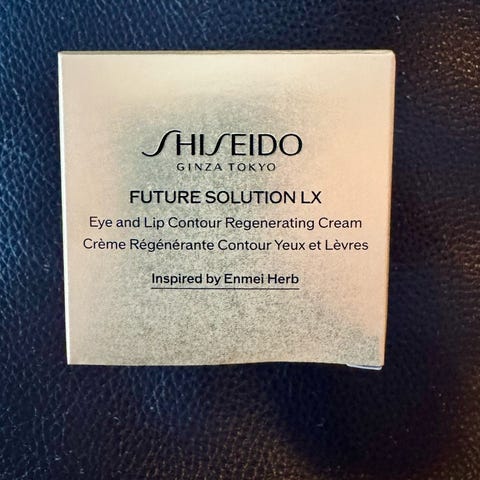 SHISEIDO
GINZA TOKYO
FUTURE SOLUTION LX
Eye and Lip Contour Regenerating Cream
Crème Régénérante Contour Yeux et Lèvres
Inspired by Enmei Herb